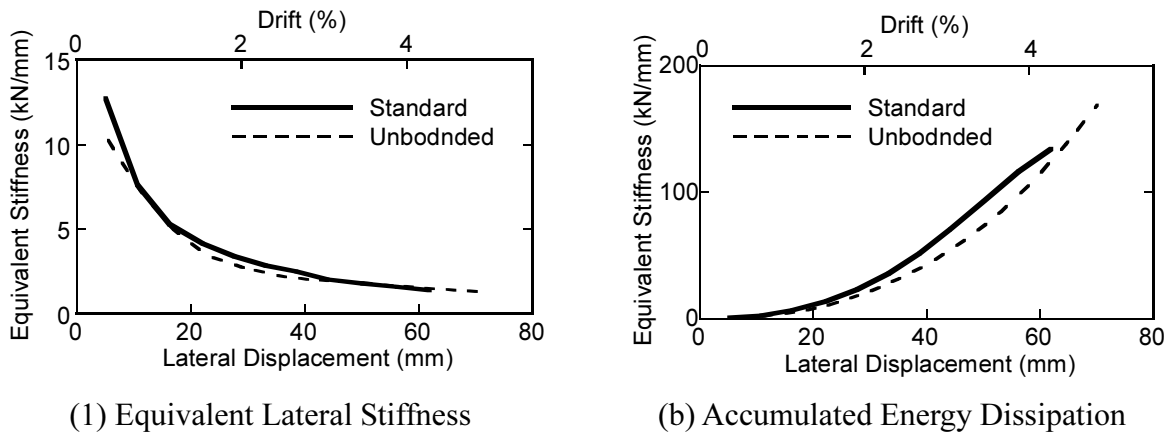 Drift (%)
0 2 4
Equivalent Stiffness (kN/mm)
15
10
5
0
Standard
Unbodnded
0 20 40 60 80
Lateral Displacement (mm)
(1) Equivalent Lateral Stiffness
Drift (%)
0 2 4
Equivalent Stiffness (kN/mm)
200
100
0
Standard
Unbodnded
0 20 40 60 80
Lateral Displacement (mm)
(b) Accumulated Energy Dissipation